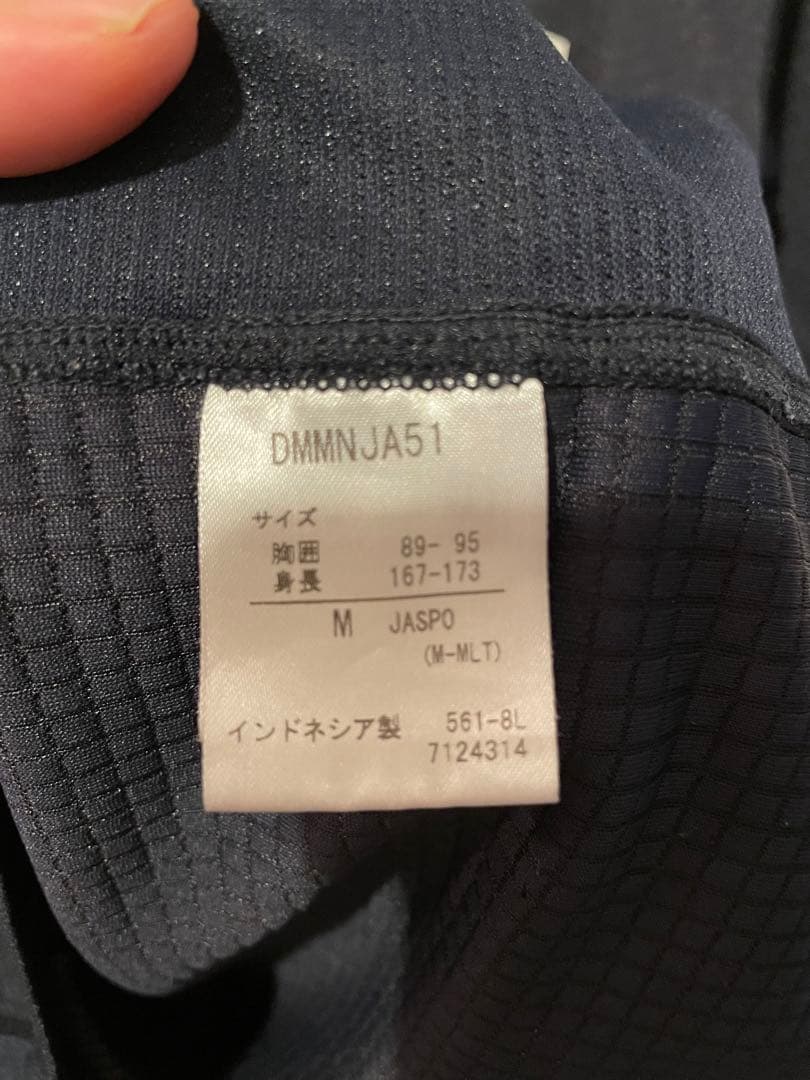 DMMNJA51
サイズ
胸囲 89- 95
身長 167-173
M JASPO
(M-MLT)
インドネシア製 561-8L
7124314